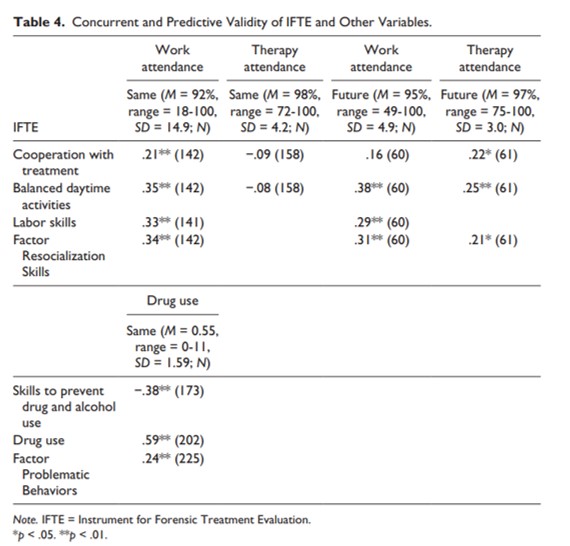 Table 4. Concurrent and Predictive Validity of IFTE and Other Variables.
Work attendance Therapy attendance Work attendance Therapy attendance
IFTE Same (M = 92%, range = 18-100, SD = 14.9; N) Same (M = 98%, range = 72-100, SD = 4.2; N) Future (M = 95%, range = 49-100, SD = 4.9; N) Future (M = 97%, range = 75-100, SD = 3.0; N)
Cooperation with treatment .21** (142) −.09 (158) .16 (60) .22* (61)
Balanced daytime activities .35** (142) −.08 (158) .38** (60) .25** (61)
Labor skills .33** (141) .29** (60)
Factor Resocialization Skills .34** (142) .31** (60) .21* (61)
Drug use
Same (M = 0.55, range = 0-11, SD = 1.59; N)
Skills to prevent drug and alcohol use −.38** (173)
Drug use .59** (202)
Factor Problematic Behaviors .24** (225)
Note. IFTE = Instrument for Forensic Treatment Evaluation.
*p < .05. **p < .01.